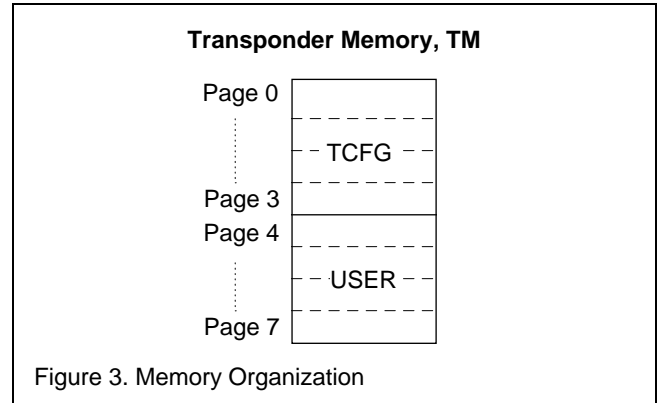 Transponder Memory, TM
Page 0
TCFG
Page 3
Page 4
USER
Page 7
Figure 3. Memory Organization